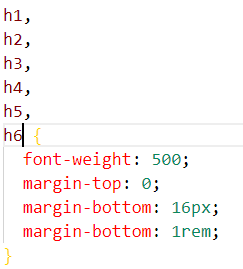 h1,
h2,
h3,
h4,
h5,
h6 {
  font-weight: 500;
  margin-top: 0;
  margin-bottom: 16px;
  margin-bottom: 1rem;
}